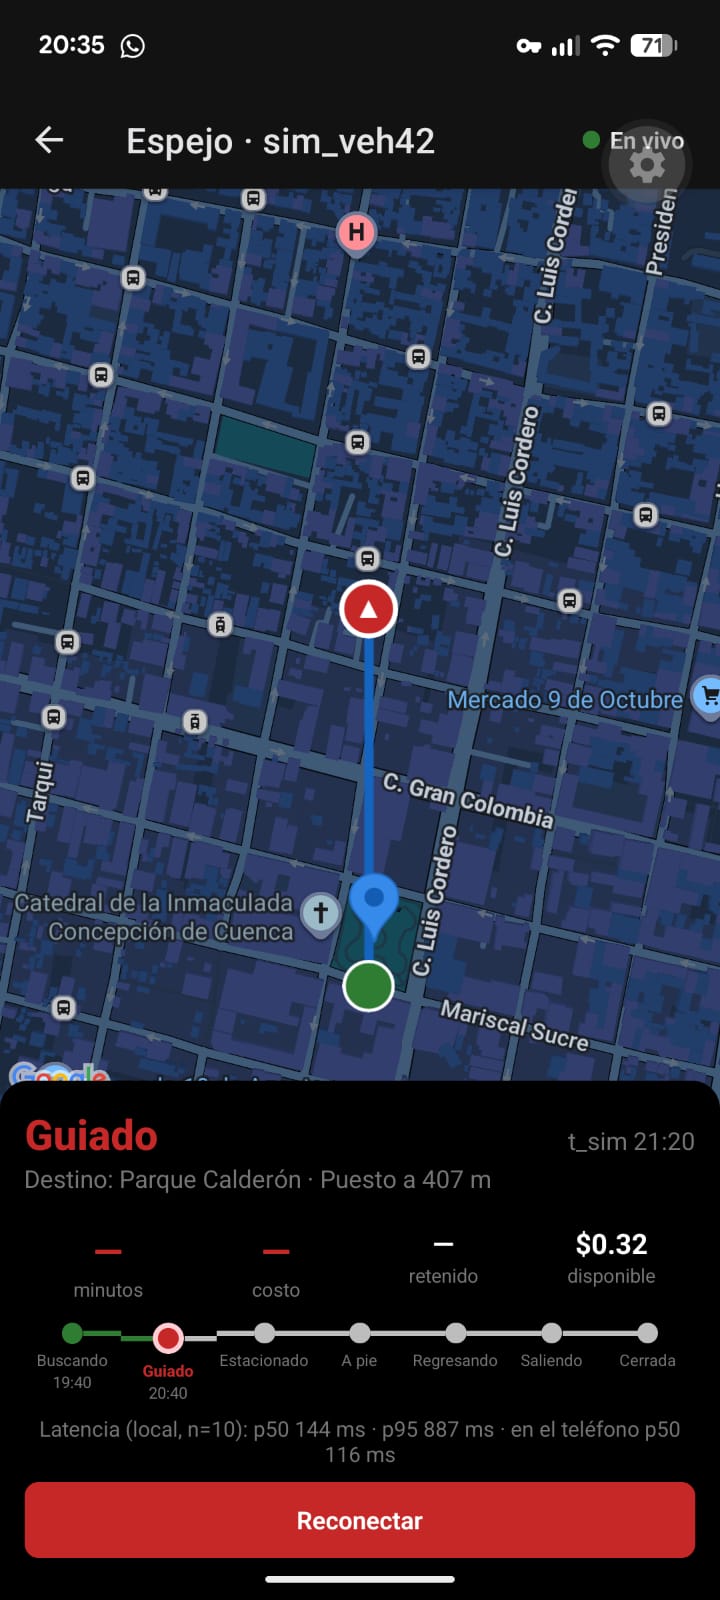 20:35
71
Espejo · sim_veh42
En vivo
H
C. Luis Corder
Presiden
C. Luis Cordero
Mercado 9 de Octubre
Tarqui
C. Gran Colombia
C. Luis Cordero
Catedral de la Inmaculada
Concepción de Cuenca
Mariscal Sucre
Google
Guiado
t_sim 21:20
Destino: Parque Calderón · Puesto a 407 m
— — – $0.32
minutos costo retenido disponible
Buscando Guiado Estacionado A pie Regresando Saliendo Cerrada
19:40 20:40
Latencia (local, n=10): p50 144 ms · p95 887 ms · en el teléfono p50
116 ms
Reconectar